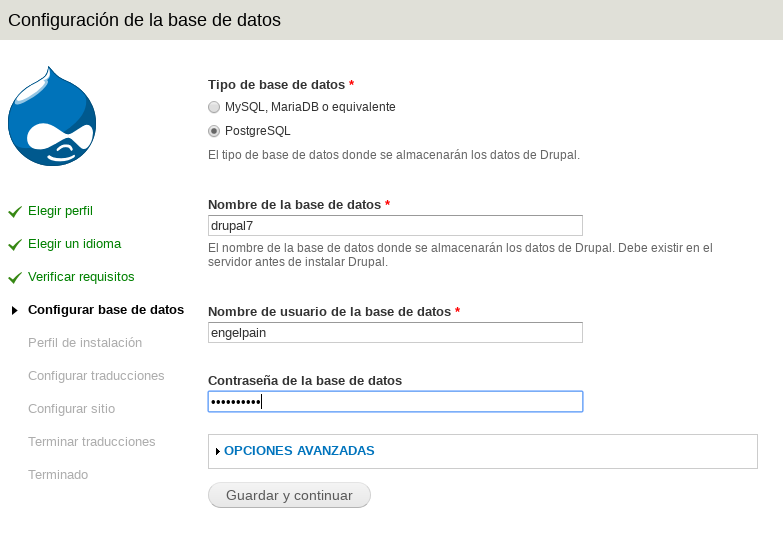 Configuración de la base de datos
Elegir perfil
Elegir un idioma
Verificar requisitos
Configurar base de datos
Perfil de instalación
Configurar traducciones
Configurar sitio
Terminar traducciones
Terminado
Tipo de base de datos *
MySQL, MariaDB o equivalente
PostgreSQL
El tipo de base de datos donde se almacenarán los datos de Drupal.
Nombre de la base de datos *
drupal7
El nombre de la base de datos donde se almacenarán los datos de Drupal. Debe existir en el
servidor antes de instalar Drupal.
Nombre de usuario de la base de datos *
engelpain
Contraseña de la base de datos
••••••••••
OPCIONES AVANZADAS
Guardar y continuar